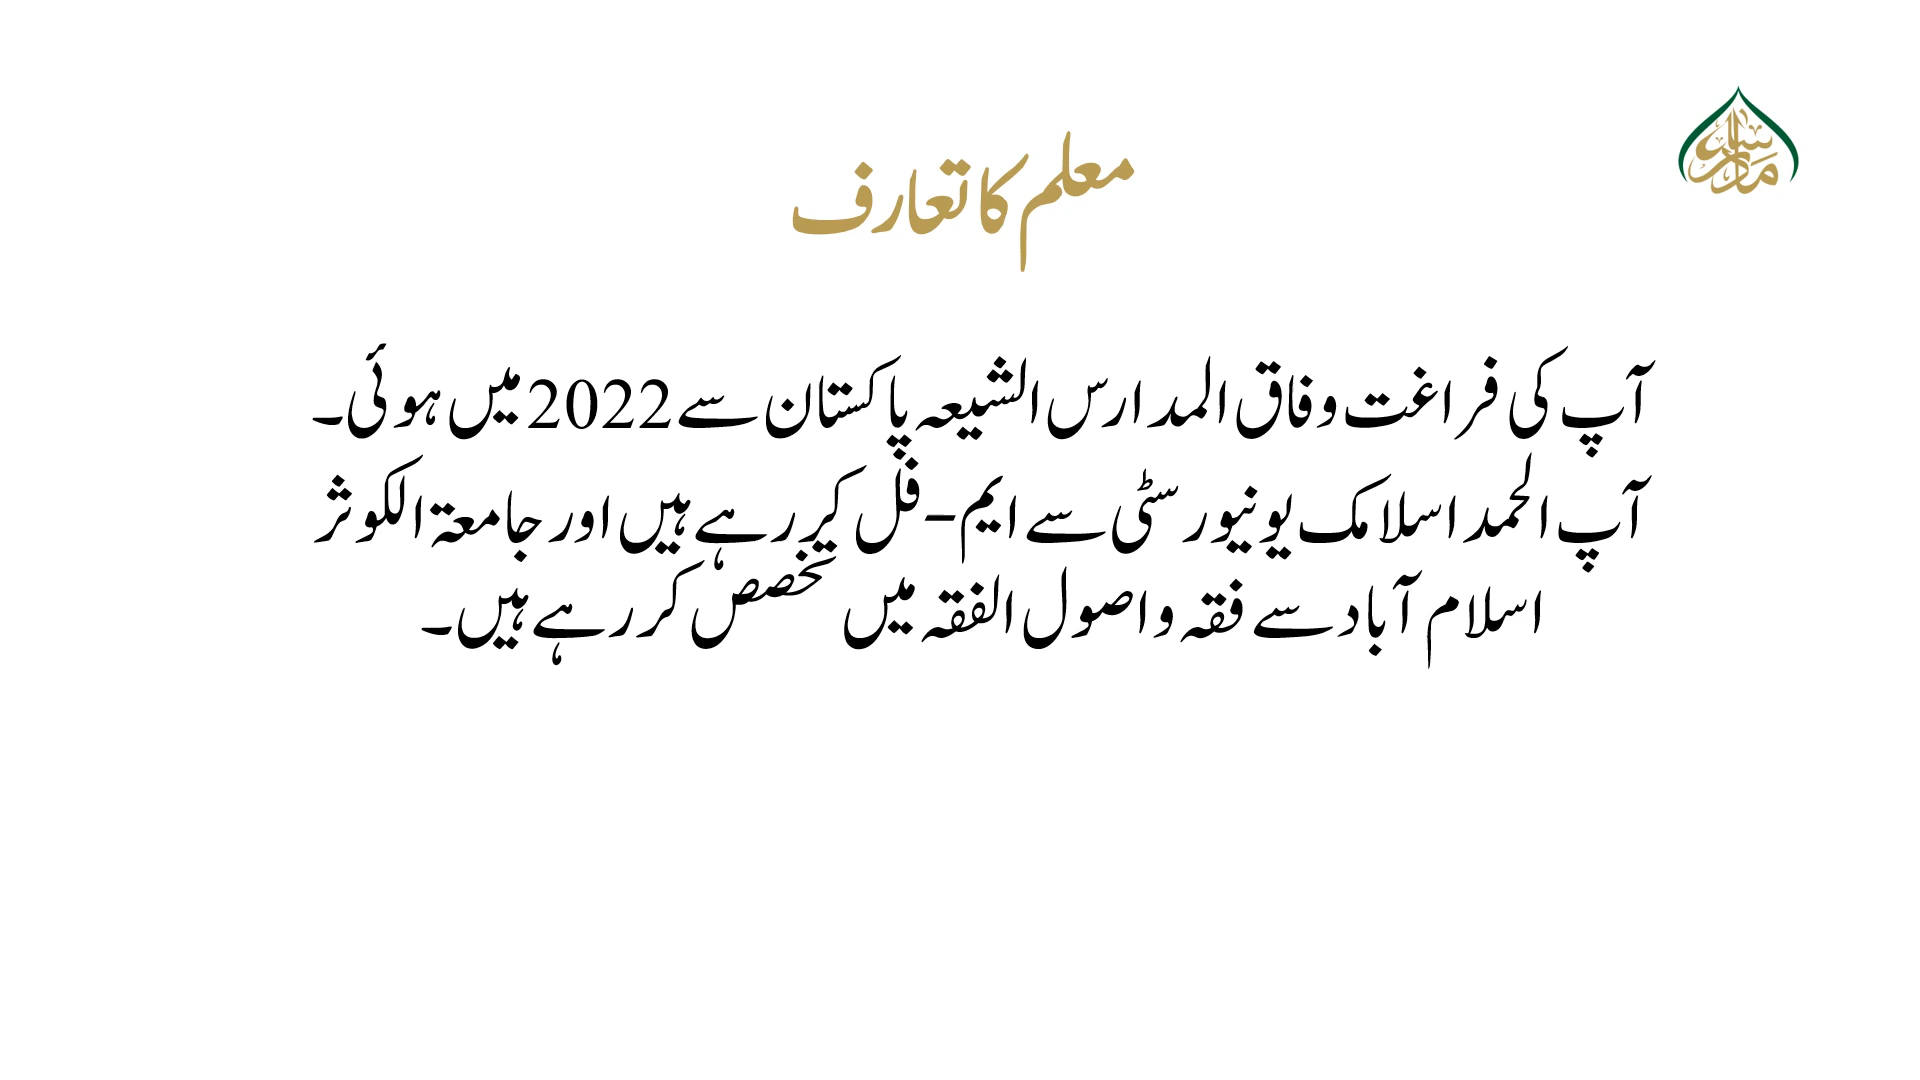 معلم کا تعارف
آپ کی فراغت وفاق المدارس الشیعہ پاکستان سے 2022 میں ہوئی۔
آپ الحمد اسلامک یونیورسٹی سے ایم-فل کر رہے ہیں اور جامعۃ الکوثر
اسلام آباد سے فقہ و اصول الفقہ میں تخصص کر رہے ہیں۔